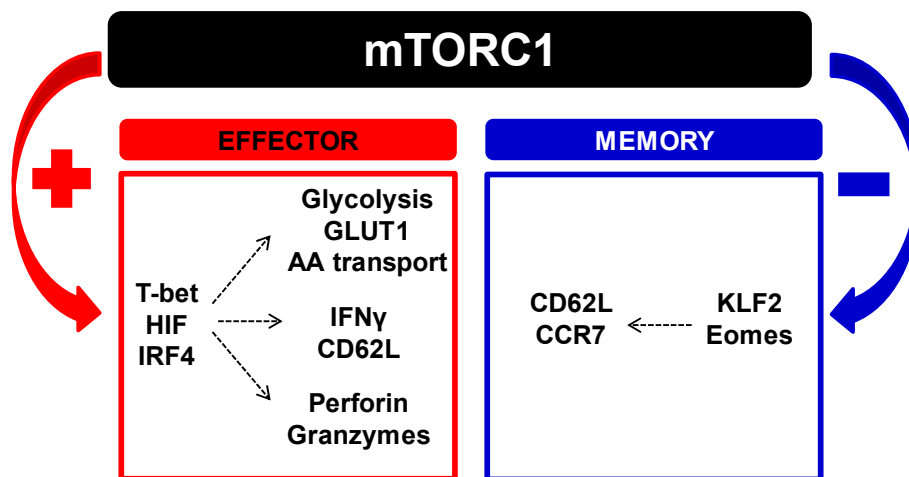 mTORC1
EFFECTOR
MEMORY
T-bet
HIF
IRF4
Glycolysis
GLUT1
AA transport
IFNγ
CD62L
Perforin
Granzymes
CD62L
CCR7
KLF2
Eomes